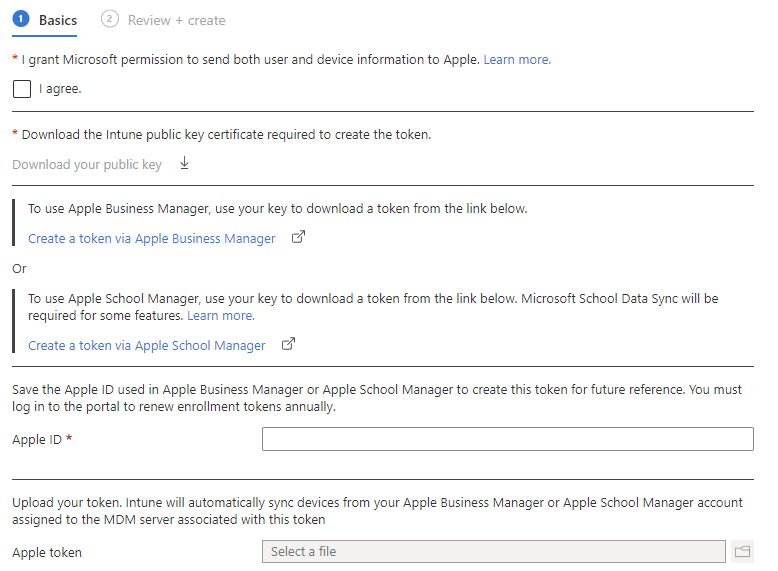 1 Basics 2 Review + create
* I grant Microsoft permission to send both user and device information to Apple. Learn more.
I agree.
* Download the Intune public key certificate required to create the token.
Download your public key
To use Apple Business Manager, use your key to download a token from the link below.
Create a token via Apple Business Manager
Or
To use Apple School Manager, use your key to download a token from the link below. Microsoft School Data Sync will be
required for some features. Learn more.
Create a token via Apple School Manager
Save the Apple ID used in Apple Business Manager or Apple School Manager to create this token for future reference. You must
log in to the portal to renew enrollment tokens annually.
Apple ID *
Upload your token. Intune will automatically sync devices from your Apple Business Manager or Apple School Manager account
assigned to the MDM server associated with this token
Apple token Select a file